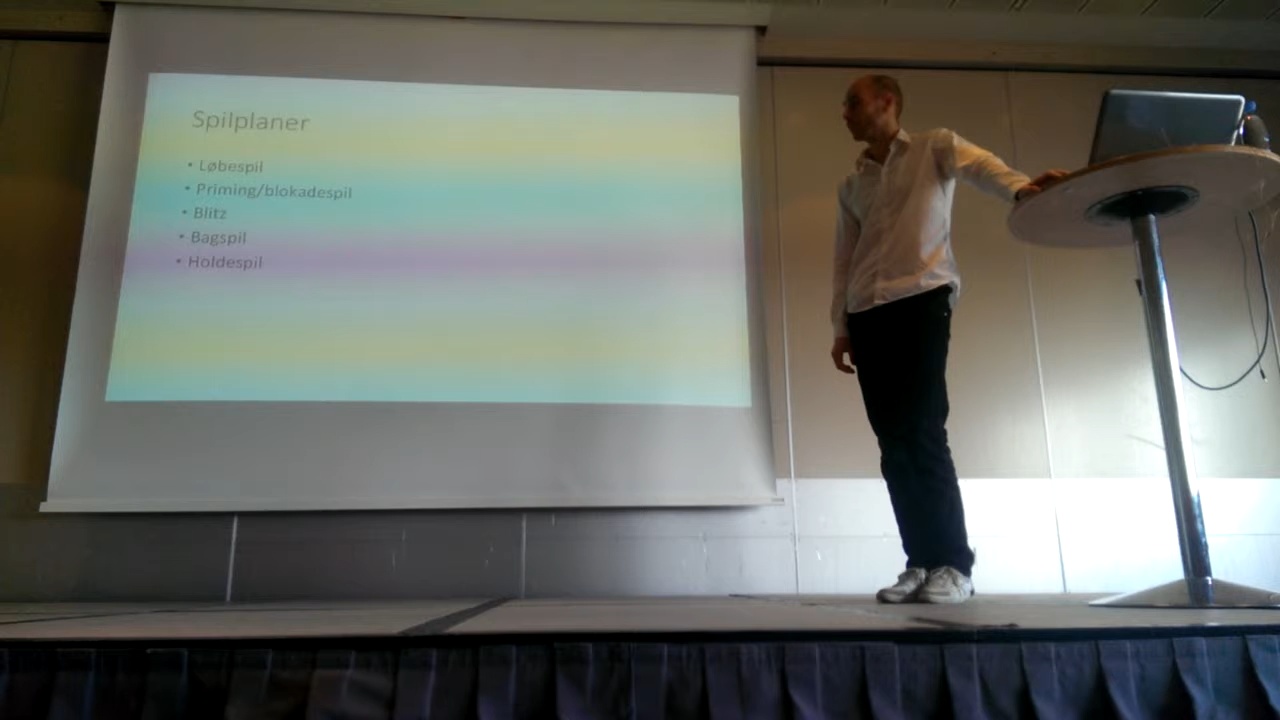 Spilplaner
• Løbespil
• Priming/blokadespil
• Blitz
• Bagspil
• Holdespil